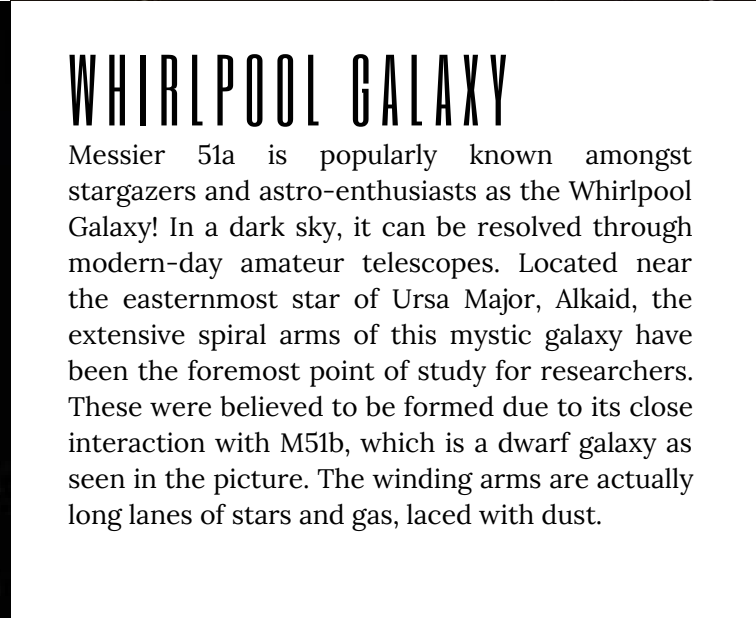 WHIRLPOOL GALAXY
Messier 51a is popularly known amongst
stargazers and astro-enthusiasts as the Whirlpool
Galaxy! In a dark sky, it can be resolved through
modern-day amateur telescopes. Located near
the easternmost star of Ursa Major, Alkaid, the
extensive spiral arms of this mystic galaxy have
been the foremost point of study for researchers.
These were believed to be formed due to its close
interaction with M51b, which is a dwarf galaxy as
seen in the picture. The winding arms are actually
long lanes of stars and gas, laced with dust.